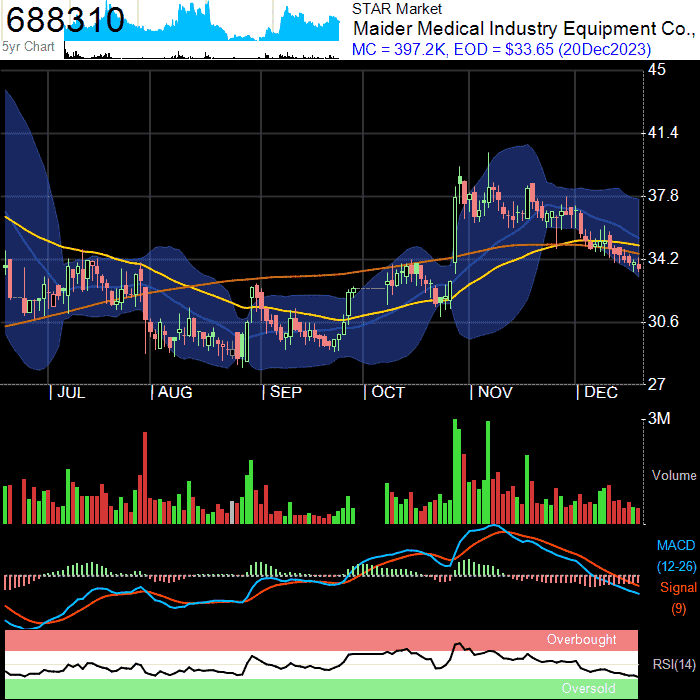 688310
5yr Chart
STAR Market
Maider Medical Industry Equipment Co.,
MC = 397.2K, EOD = $33.65 (20Dec2023)
45
41.4
37.8
34.2
30.6
27
JUL
AUG
SEP
OCT
NOV
DEC
3M
Volume
MACD
(12-26)
Signal
(9)
Overbought
RSI(14)
Oversold